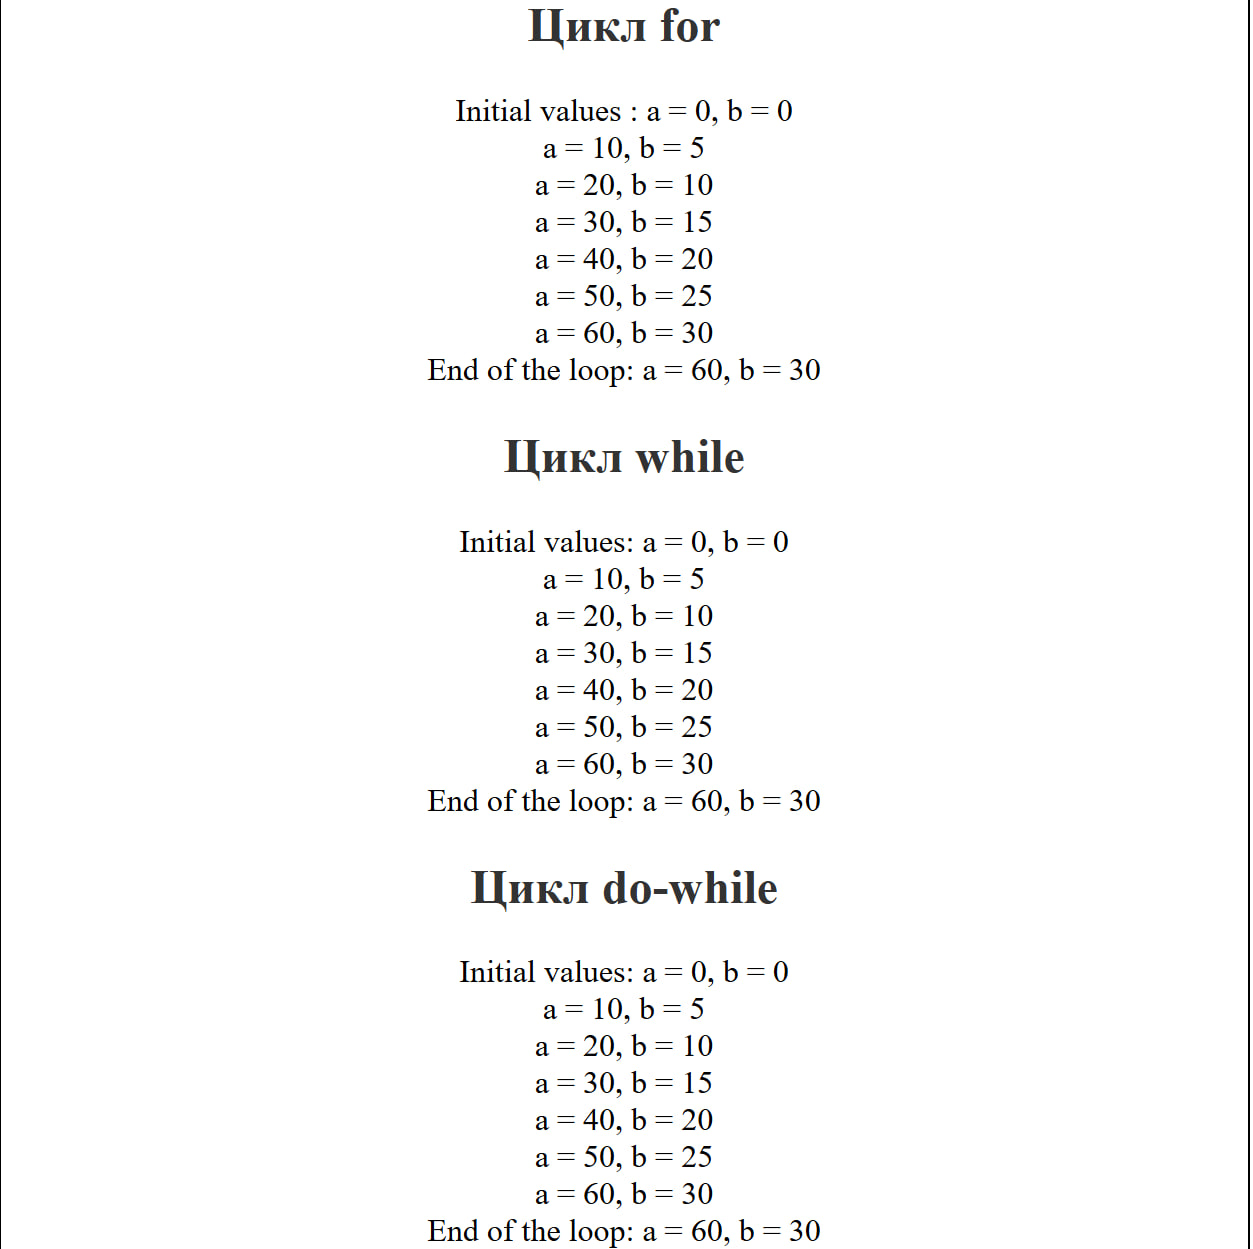 Цикл for
Initial values : a = 0, b = 0
a = 10, b = 5
a = 20, b = 10
a = 30, b = 15
a = 40, b = 20
a = 50, b = 25
a = 60, b = 30
End of the loop: a = 60, b = 30
Цикл while
Initial values: a = 0, b = 0
a = 10, b = 5
a = 20, b = 10
a = 30, b = 15
a = 40, b = 20
a = 50, b = 25
a = 60, b = 30
End of the loop: a = 60, b = 30
Цикл do-while
Initial values: a = 0, b = 0
a = 10, b = 5
a = 20, b = 10
a = 30, b = 15
a = 40, b = 20
a = 50, b = 25
a = 60, b = 30
End of the loop: a = 60, b = 30